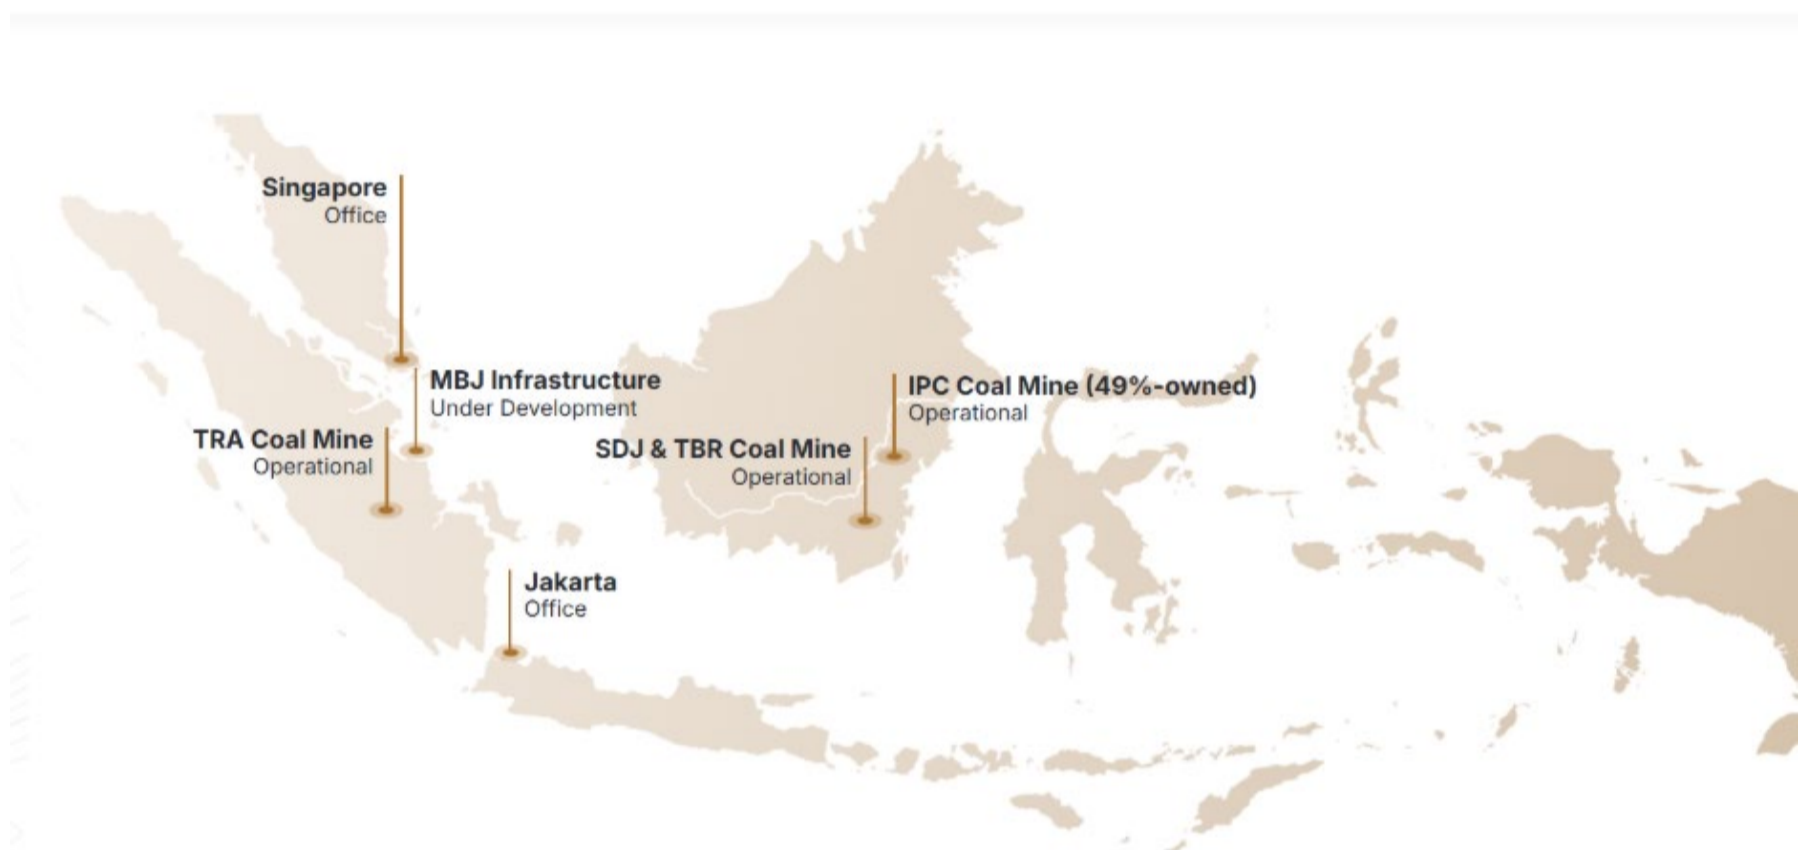 Singapore
Office
MBJ Infrastructure
Under Development
TRA Coal Mine
Operational
IPC Coal Mine (49%-owned)
Operational
SDJ & TBR Coal Mine
Operational
Jakarta
Office